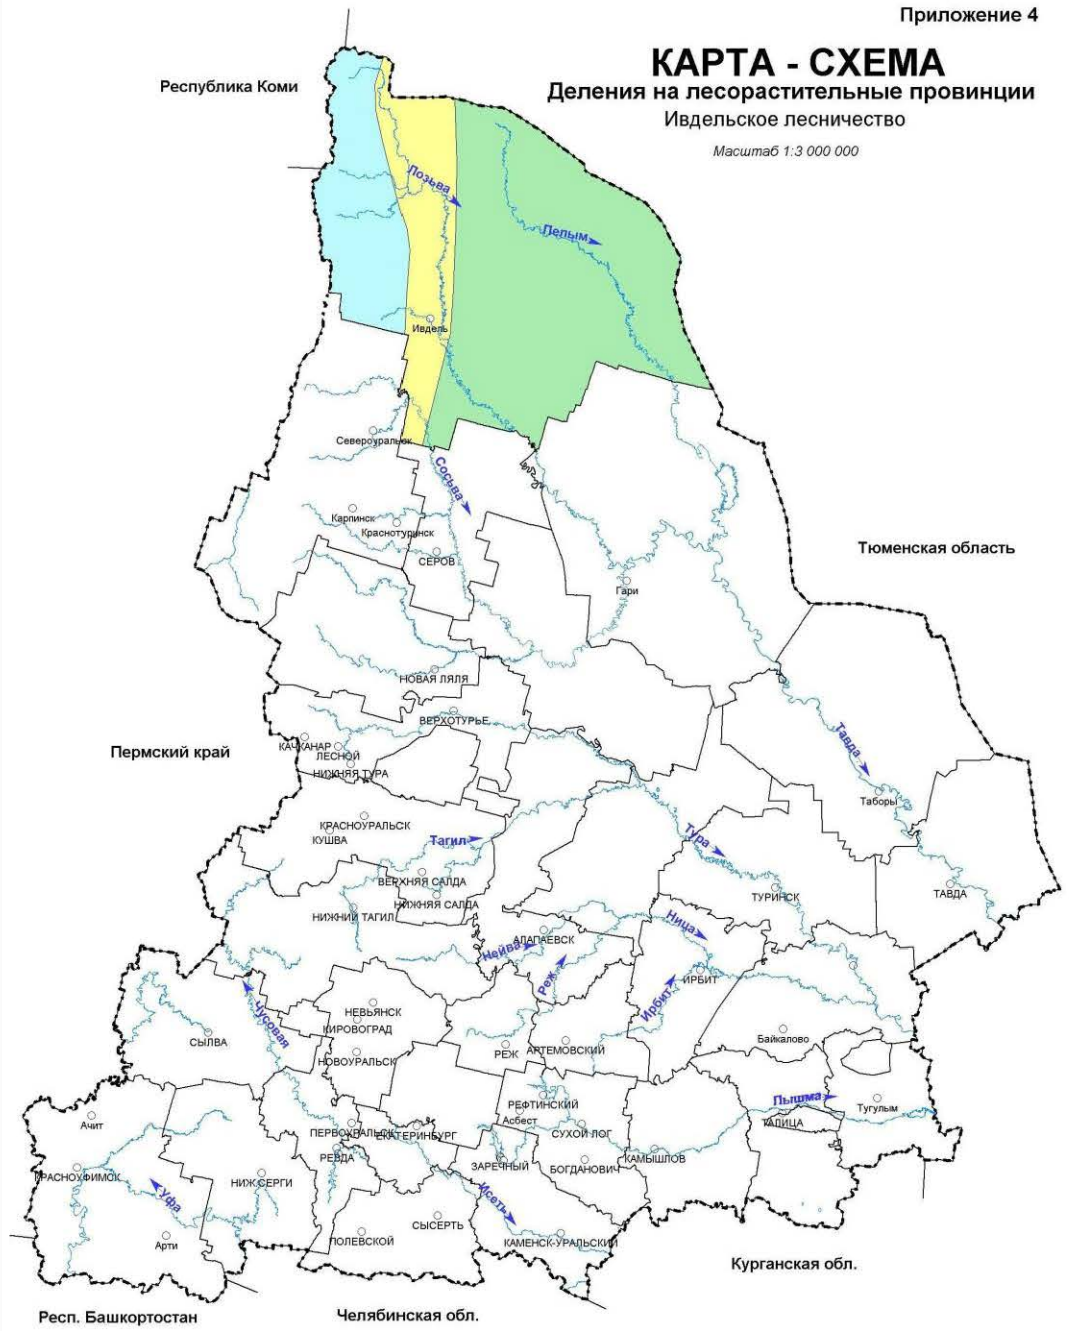 Приложение 4
КАРТА - СХЕМА
Деления на лесорастительные провинции
Ивдельское лесничество
Масштаб 1:3 000 000
Республика Коми
Лозьва
Пелым
Ивдель
Североуральск
Сосьва
Карпинск
Краснотурьинск
СЕРОВ
Тюменская область
Гари
НОВАЯ ЛЯЛЯ
ВЕРХОТУРЬЕ
Пермский край
КАЧКАНАР
ЛЕСНОЙ
НИЖНЯЯ ТУРА
Тавда
Таборы
КРАСНОУРАЛЬСК
КУШВА
Тагил
Тура
ВЕРХНЯЯ САЛДА
НИЖНЯЯ САЛДА
НИЖНИЙ ТАГИЛ
ТУРИНСК
ТАВДА
Ница
Нейва
АЛАПАЕВСК
Реж
Ирбит
ИРБИТ
Чусовая
НЕВЬЯНСК
КИРОВОГРАД
СЫЛВА
НОВОУРАЛЬСК
РЕЖ
АРТЕМОВСКИЙ
Байкалово
Пышма
Тугулым
РЕФТИНСКИЙ
Асбест
ТАЛИЦА
Ачит
ПЕРВОУРАЛЬСК
ЕКАТЕРИНБУРГ
СУХОЙ ЛОГ
РЕВДА
ЗАРЕЧНЫЙ
БОГДАНОВИЧ
КАМЫШЛОВ
КРАСНОУФИМСК
НИЖ.СЕРГИ
Уфа
Исеть
СЫСЕРТЬ
Арти
ПОЛЕВСКОЙ
КАМЕНСК-УРАЛЬСКИЙ
Курганская обл.
Респ. Башкортостан
Челябинская обл.